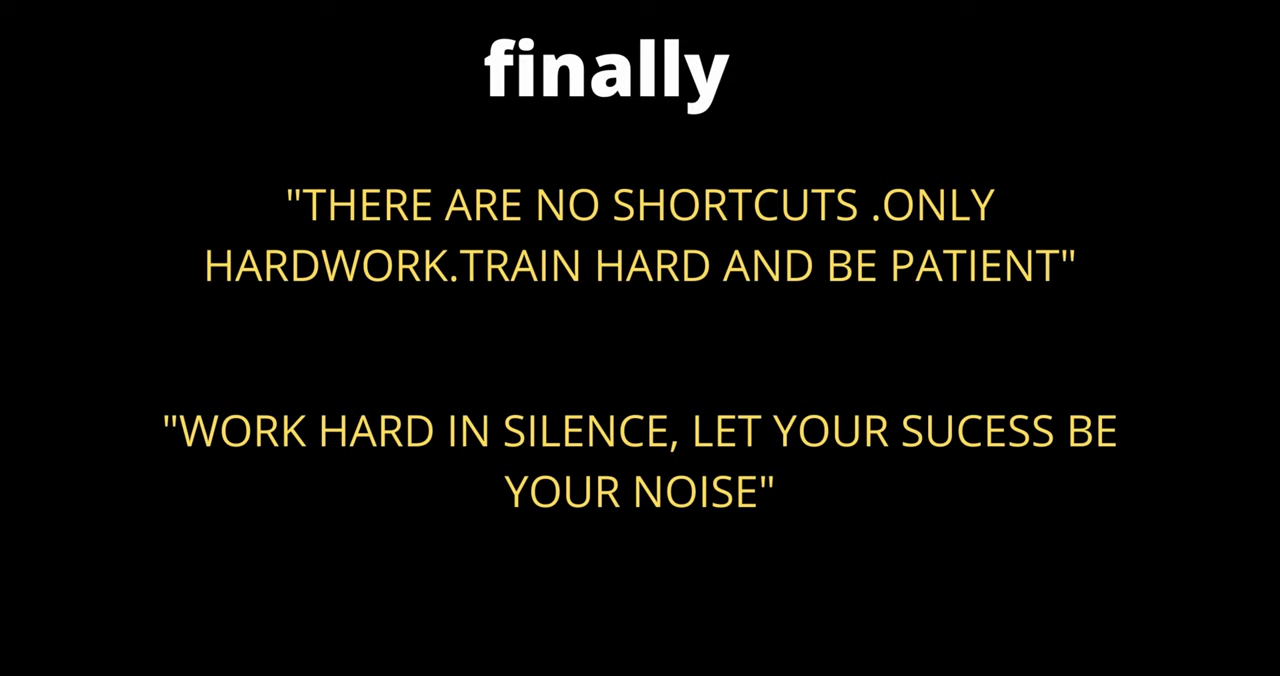 finally
"THERE ARE NO SHORTCUTS .ONLY
HARDWORK.TRAIN HARD AND BE PATIENT"
"WORK HARD IN SILENCE, LET YOUR SUCESS BE
YOUR NOISE"